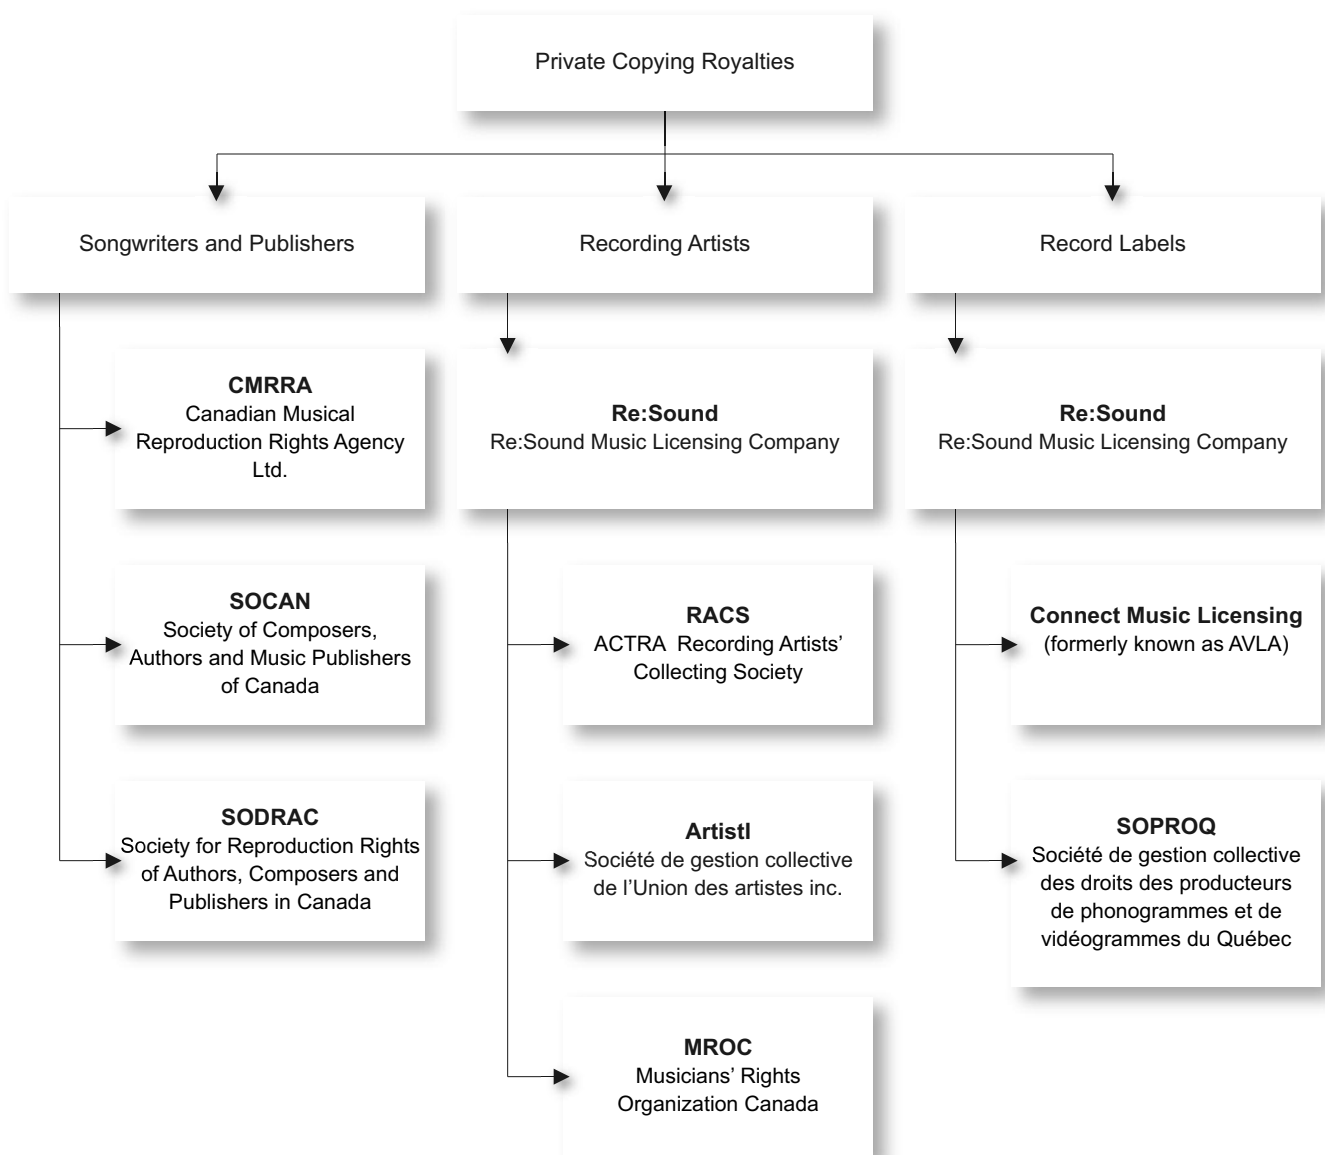 Private Copying Royalties
Songwriters and Publishers
Recording Artists
Record Labels
CMRRA
Canadian Musical
Reproduction Rights Agency
Ltd.
Re:Sound
Re:Sound Music Licensing Company
Re:Sound
Re:Sound Music Licensing Company
SOCAN
Society of Composers,
Authors and Music Publishers
of Canada
RACS
ACTRA  Recording Artists’
Collecting Society
Connect Music Licensing
(formerly known as AVLA)
SODRAC
Society for Reproduction Rights
of Authors, Composers and
Publishers in Canada
ArtistI
Société de gestion collective
de l’Union des artistes inc.
SOPROQ
Société de gestion collective
des droits des producteurs
de phonogrammes et de
vidéogrammes du Québec
MROC
Musicians’ Rights
Organization Canada